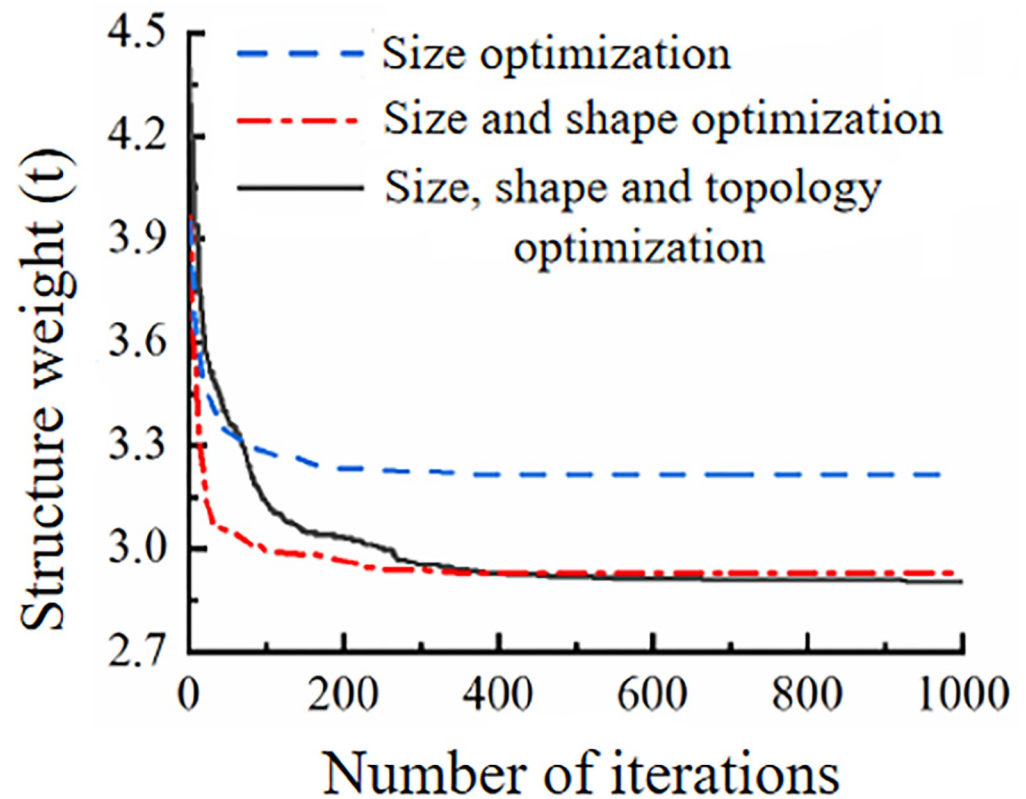 4.5
Size optimization
Size and shape optimization
4.2
Size, shape and topology
optimization
3.9
3.6
3.3
3.0
2.7
Structure weight (t)
0 200 400 600 800 1000
Number of iterations